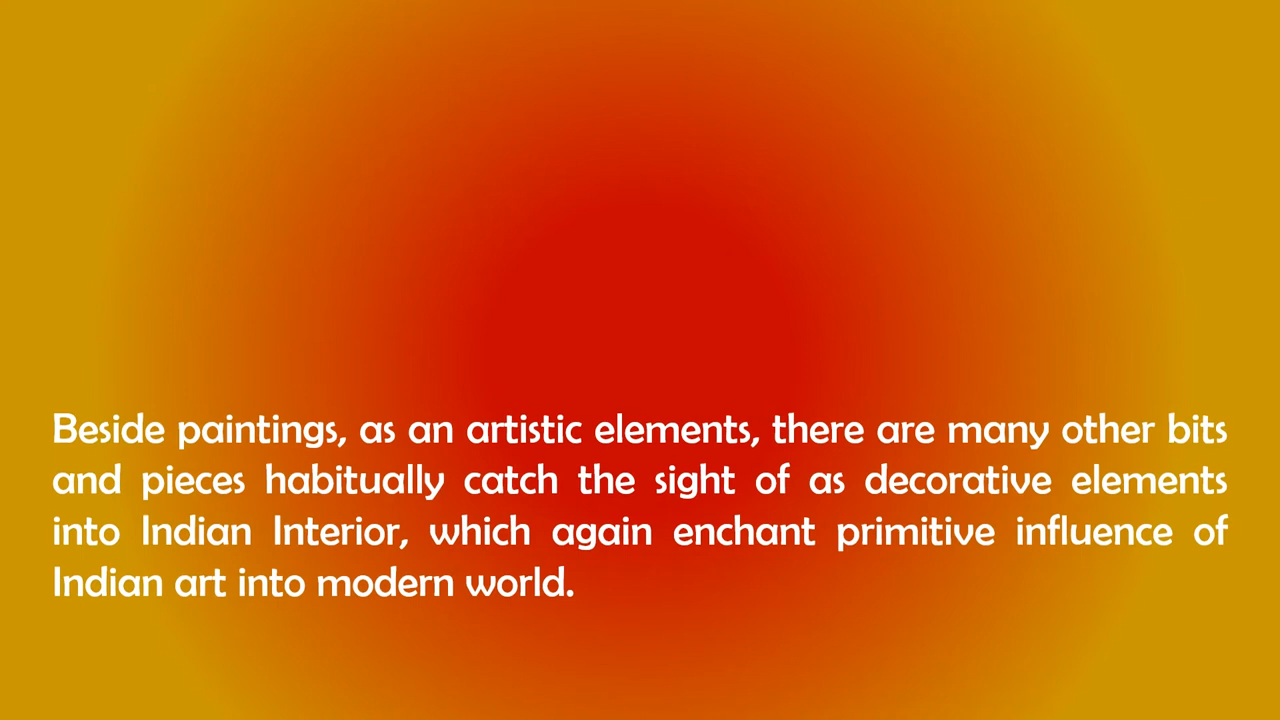 Beside paintings, as an artistic elements, there are many other bits
and pieces habitually catch the sight of as decorative elements
into Indian Interior, which again enchant primitive influence of
Indian art into modern world.